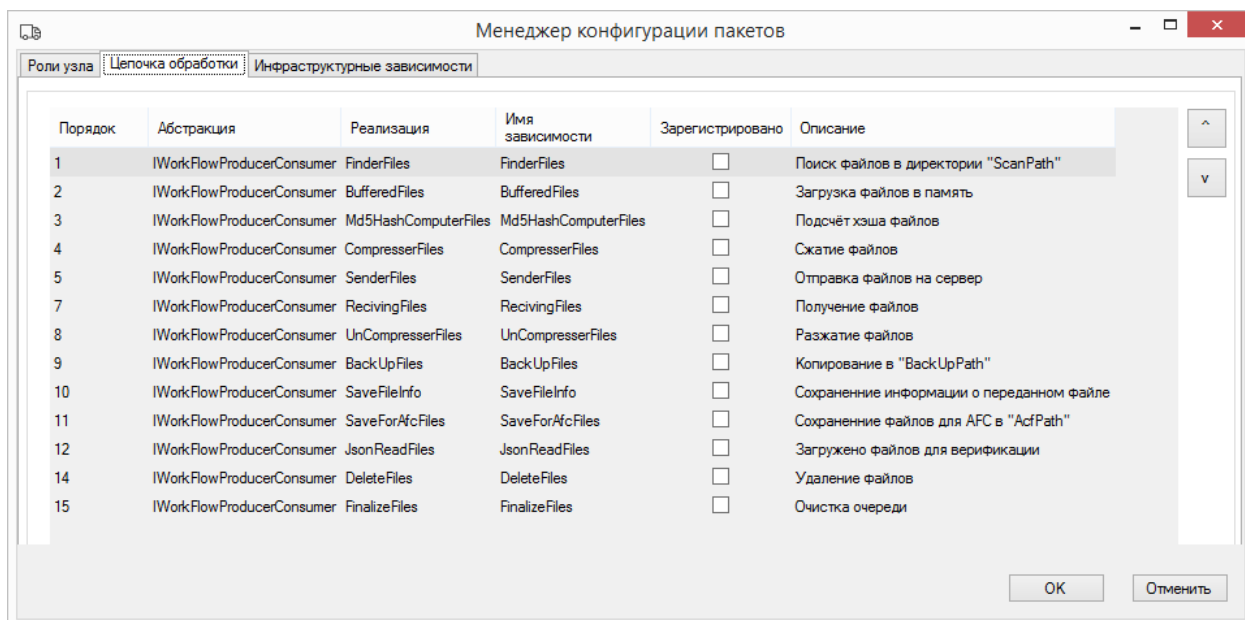 Менеджер конфигурации пакетов
Роли узла Цепочка обработки Инфраструктурные зависимости
Порядок Абстракция Реализация Имя зависимости Зарегистрировано Описание
1 IWorkFlowProducerConsumer FinderFiles FinderFiles Поиск файлов в директории "ScanPath"
2 IWorkFlowProducerConsumer BufferedFiles BufferedFiles Загрузка файлов в память
3 IWorkFlowProducerConsumer Md5HashComputerFiles Md5HashComputerFiles Подсчёт хэша файлов
4 IWorkFlowProducerConsumer CompresserFiles CompresserFiles Сжатие файлов
5 IWorkFlowProducerConsumer SenderFiles SenderFiles Отправка файлов на сервер
7 IWorkFlowProducerConsumer RecivingFiles RecivingFiles Получение файлов
8 IWorkFlowProducerConsumer UnCompresserFiles UnCompresserFiles Разжатие файлов
9 IWorkFlowProducerConsumer BackUpFiles BackUpFiles Копирование в "BackUpPath"
10 IWorkFlowProducerConsumer SaveFileInfo SaveFileInfo Сохраненние информации о переданном файле
11 IWorkFlowProducerConsumer SaveForAfcFiles SaveForAfcFiles Сохраненние файлов для AFC в "AcfPath"
12 IWorkFlowProducerConsumer JsonReadFiles JsonReadFiles Загружено файлов для верификации
14 IWorkFlowProducerConsumer DeleteFiles DeleteFiles Удаление файлов
15 IWorkFlowProducerConsumer FinalizeFiles FinalizeFiles Очистка очереди
^
v
OK Отменить